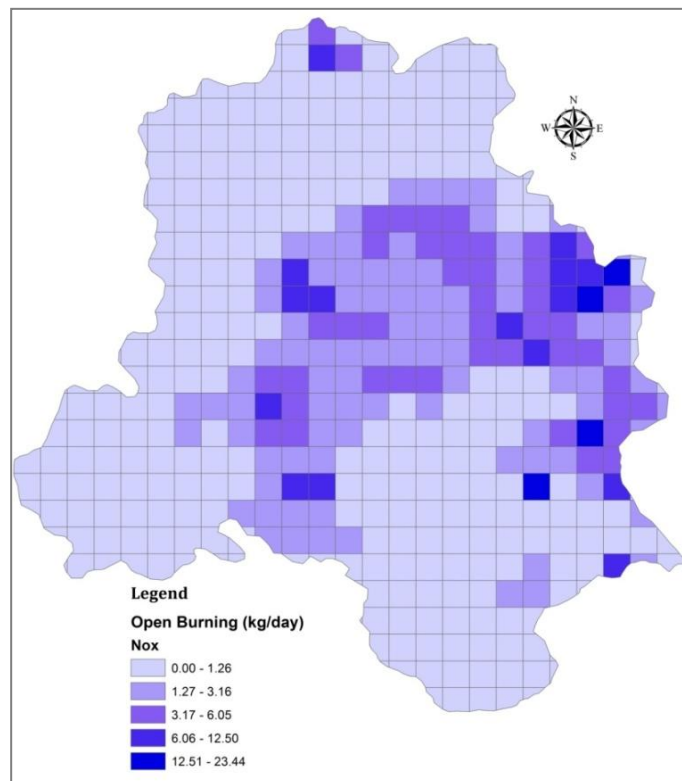 N
W E
S
Legend
Open Burning (kg/day)
Nox
0.00 - 1.26
1.27 - 3.16
3.17 - 6.05
6.06 - 12.50
12.51 - 23.44